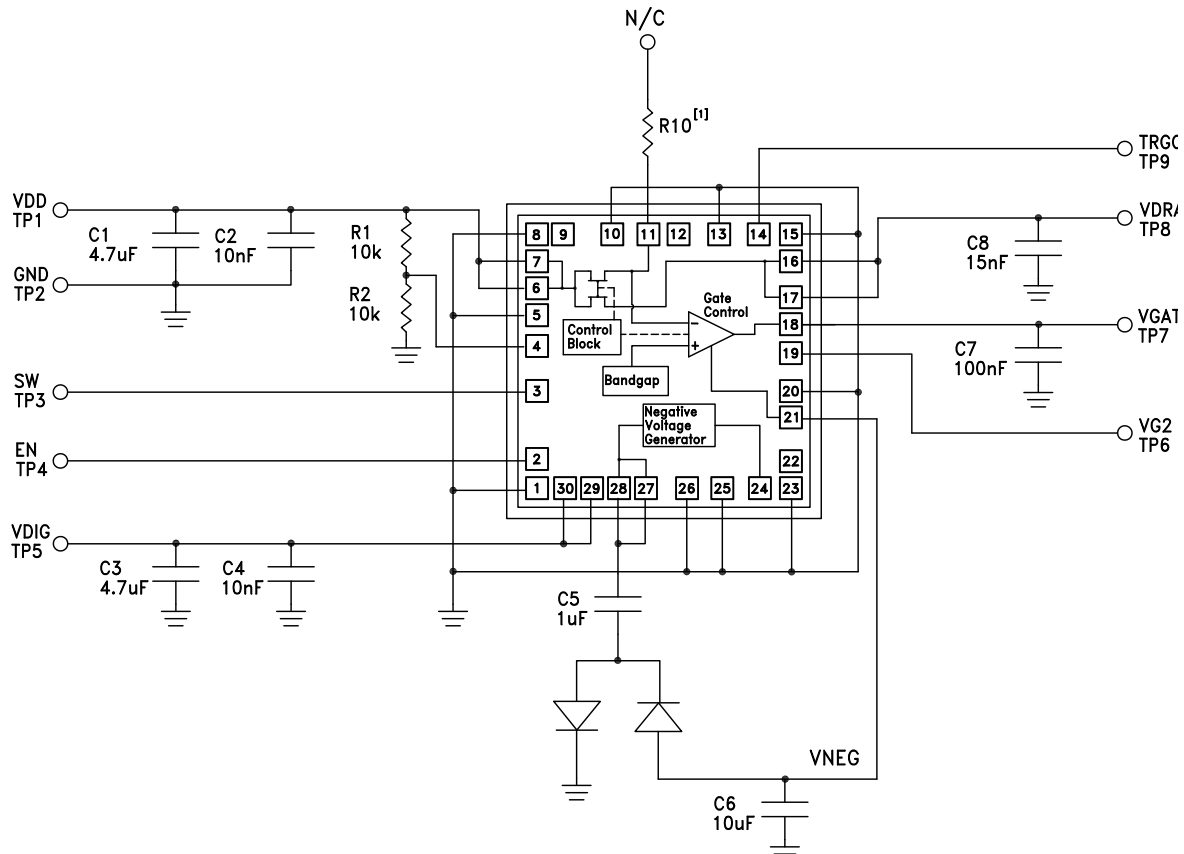 N/C
R10[1]
TRGO
TP9
VDD
TP1
VDRA
TP8
C1
4.7uF
C2
10nF
R1
10k
8
9
10
11
12
13
14
15
C8
15nF
GND
TP2
7
16
R2
10k
6
17
5
Gate
Control
18
VGAT
TP7
Control
Block
4
19
C7
100nF
Bandgap
SW
TP3
3
20
Negative
Voltage
Generator
21
VG2
TP6
EN
TP4
2
22
1
30
29
28
27
26
25
24
23
VDIG
TP5
C3
4.7uF
C4
10nF
C5
1uF
VNEG
C6
10uF